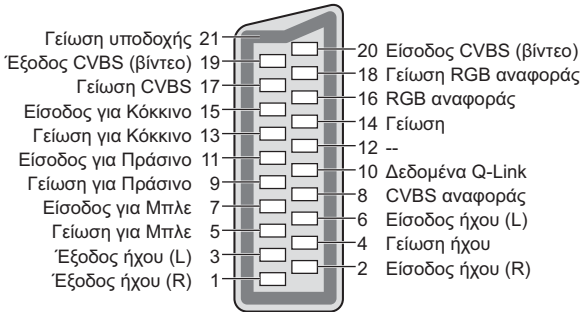 Γείωση υποδοχής 21
Έξοδος CVBS (βίντεο) 19
Γείωση CVBS 17
Είσοδος για Κόκκινο 15
Γείωση για Κόκκινο 13
Είσοδος για Πράσινο 11
Γείωση για Πράσινο 9
Είσοδος για Μπλε 7
Γείωση για Μπλε 5
Έξοδος ήχου (L) 3
Έξοδος ήχου (R) 1
20 Είσοδος CVBS (βίντεο)
18 Γείωση RGB αναφοράς
16 RGB αναφοράς
14 Γείωση
12 --
10 Δεδομένα Q-Link
8 CVBS αναφοράς
6 Είσοδος ήχου (L)
4 Γείωση ήχου
2 Είσοδος ήχου (R)